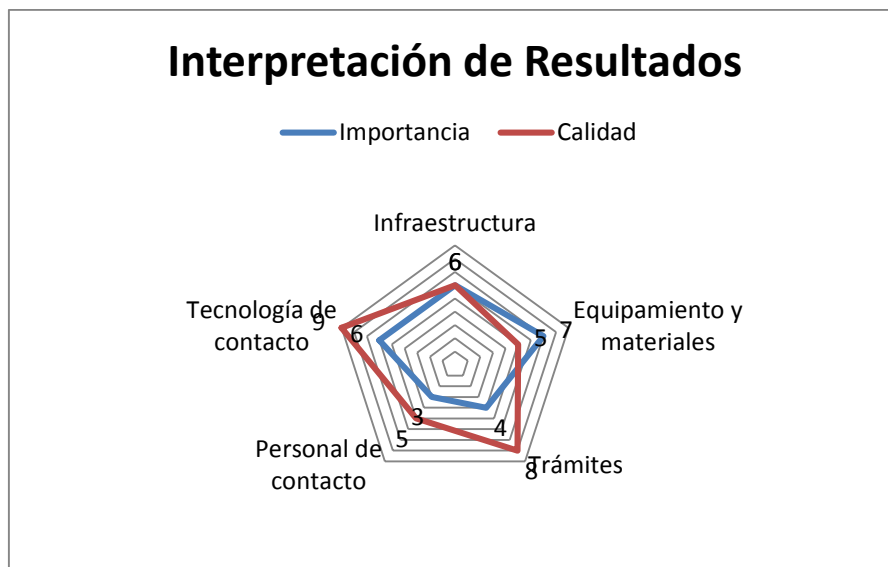 Interpretación de Resultados
Importancia Calidad
Infraestructura
6
Tecnología de
contacto
9
6
Equipamiento y
materiales
5
7
Personal de
contacto
3
5
Trámites
4
8